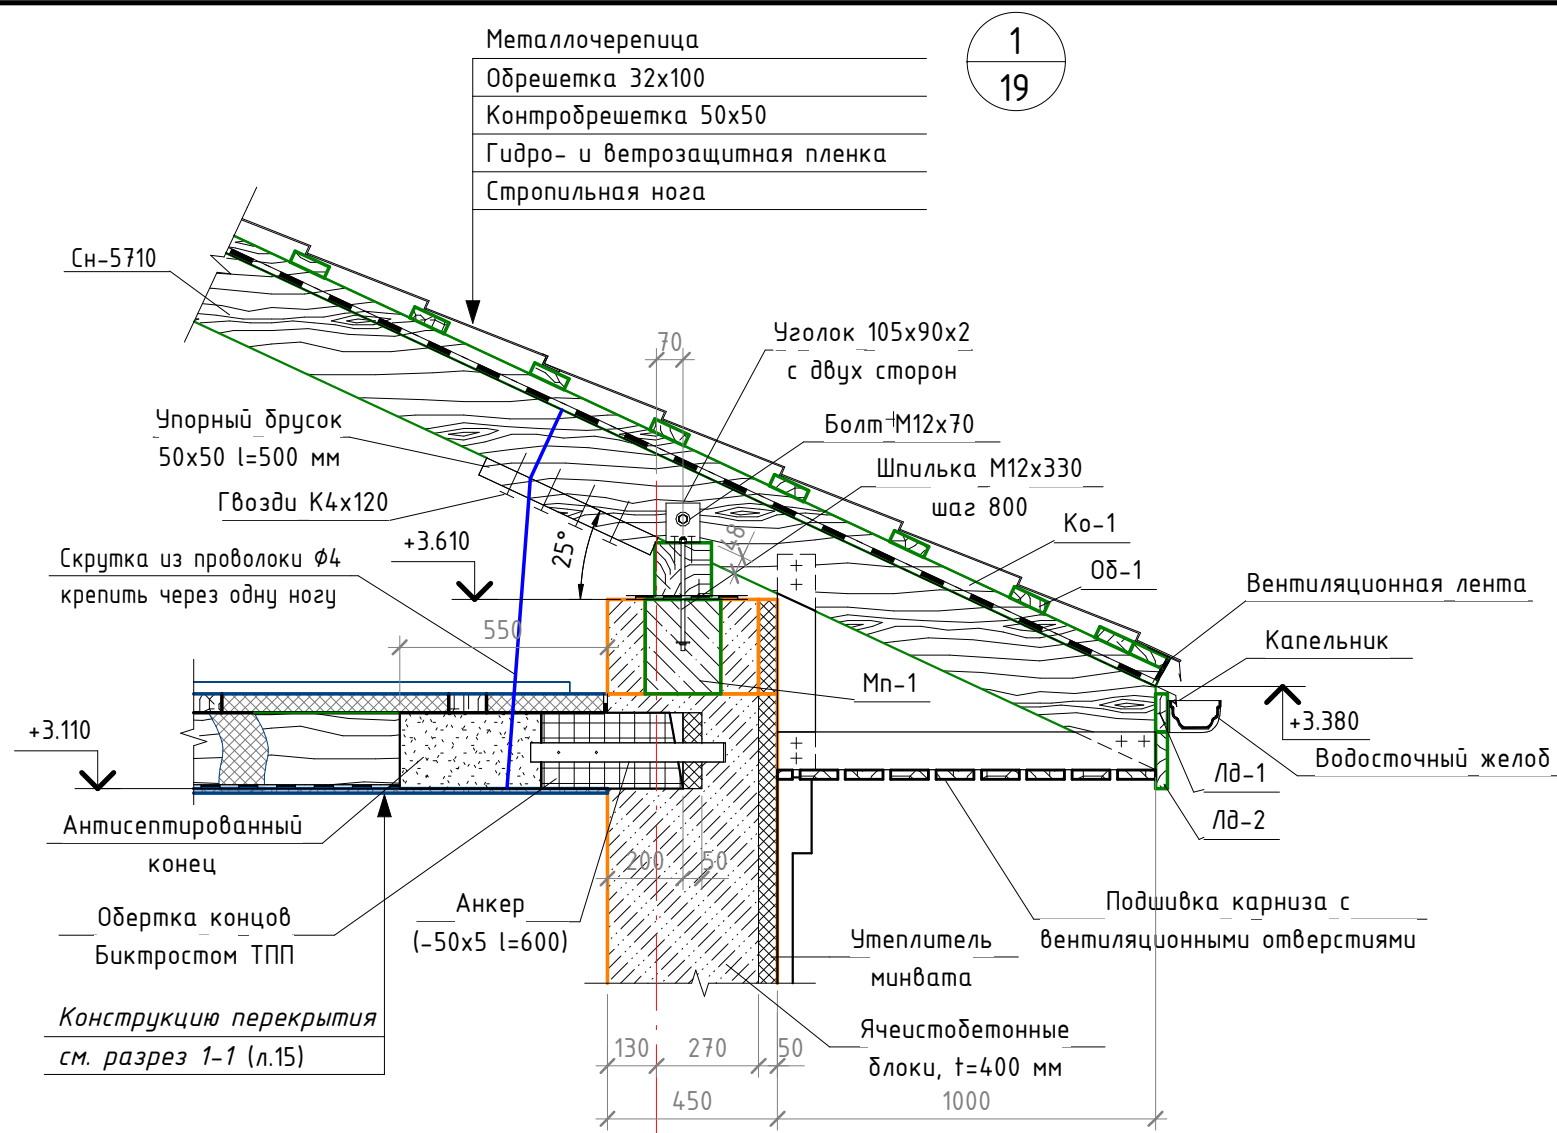 Металлочерепица
Обрешетка 32х100
Контробрешетка 50х50
Гидро- и ветрозащитная пленка
Стропильная нога
1
19
Сн-5710
70
Уголок 105х90х2
с двух сторон
Упорный брусок
50х50 l=500 мм
Болт М12х70
Шпилька М12х330
шаг 800
Гвозди К4х120
Ко-1
+3.610
25°
48
Скрутка из проволоки Ф4
крепить через одну ногу
Об-1
Вентиляционная лента
550
Капельник
Мп-1
+3.110
+3.380
Водосточный желоб
Лд-1
Лд-2
Антисептированный
конец
200
50
Обертка концов
Биктростом ТПП
Анкер
(-50х5 l=600)
Подшивка карниза с
вентиляционными отверстиями
Утеплитель
минвата
Конструкцию перекрытия
см. разрез 1-1 (л.15)
Ячеистобетонные
блоки, t=400 мм
130
270
50
450
1000